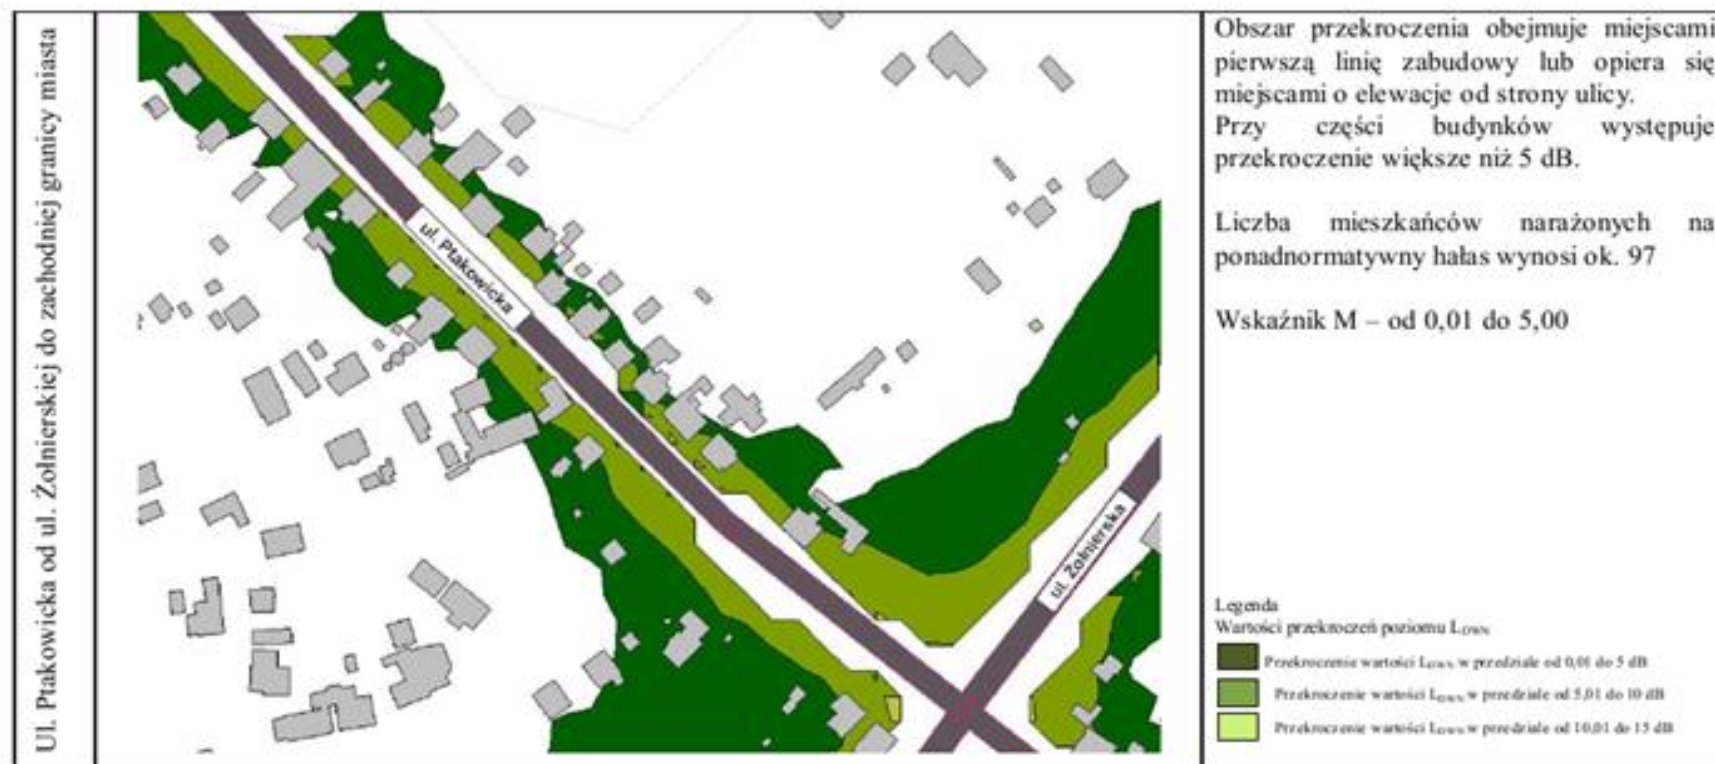 Ul. Ptakowicka od ul. Żołnierskiej do zachodniej granicy miasta
ul. Ptakowicka
ul. Żołnierska
Obszar przekroczenia obejmuje miejscami
pierwszą linię zabudowy lub opiera się
miejscami o elewacje od strony ulicy.
Przy części budynków występuje
przekroczenie większe niż 5 dB.
Liczba mieszkańców narażonych na
ponadnormatywny hałas wynosi ok. 97
Wskaźnik M – od 0,01 do 5,00
Legenda
Wartości przekroczeń poziomu LDWN
Przekroczenie wartości LDWN w przedziale od 0,01 do 5 dB
Przekroczenie wartości LDWN w przedziale od 5,01 do 10 dB
Przekroczenie wartości LDWN w przedziale od 10,01 do 15 dB